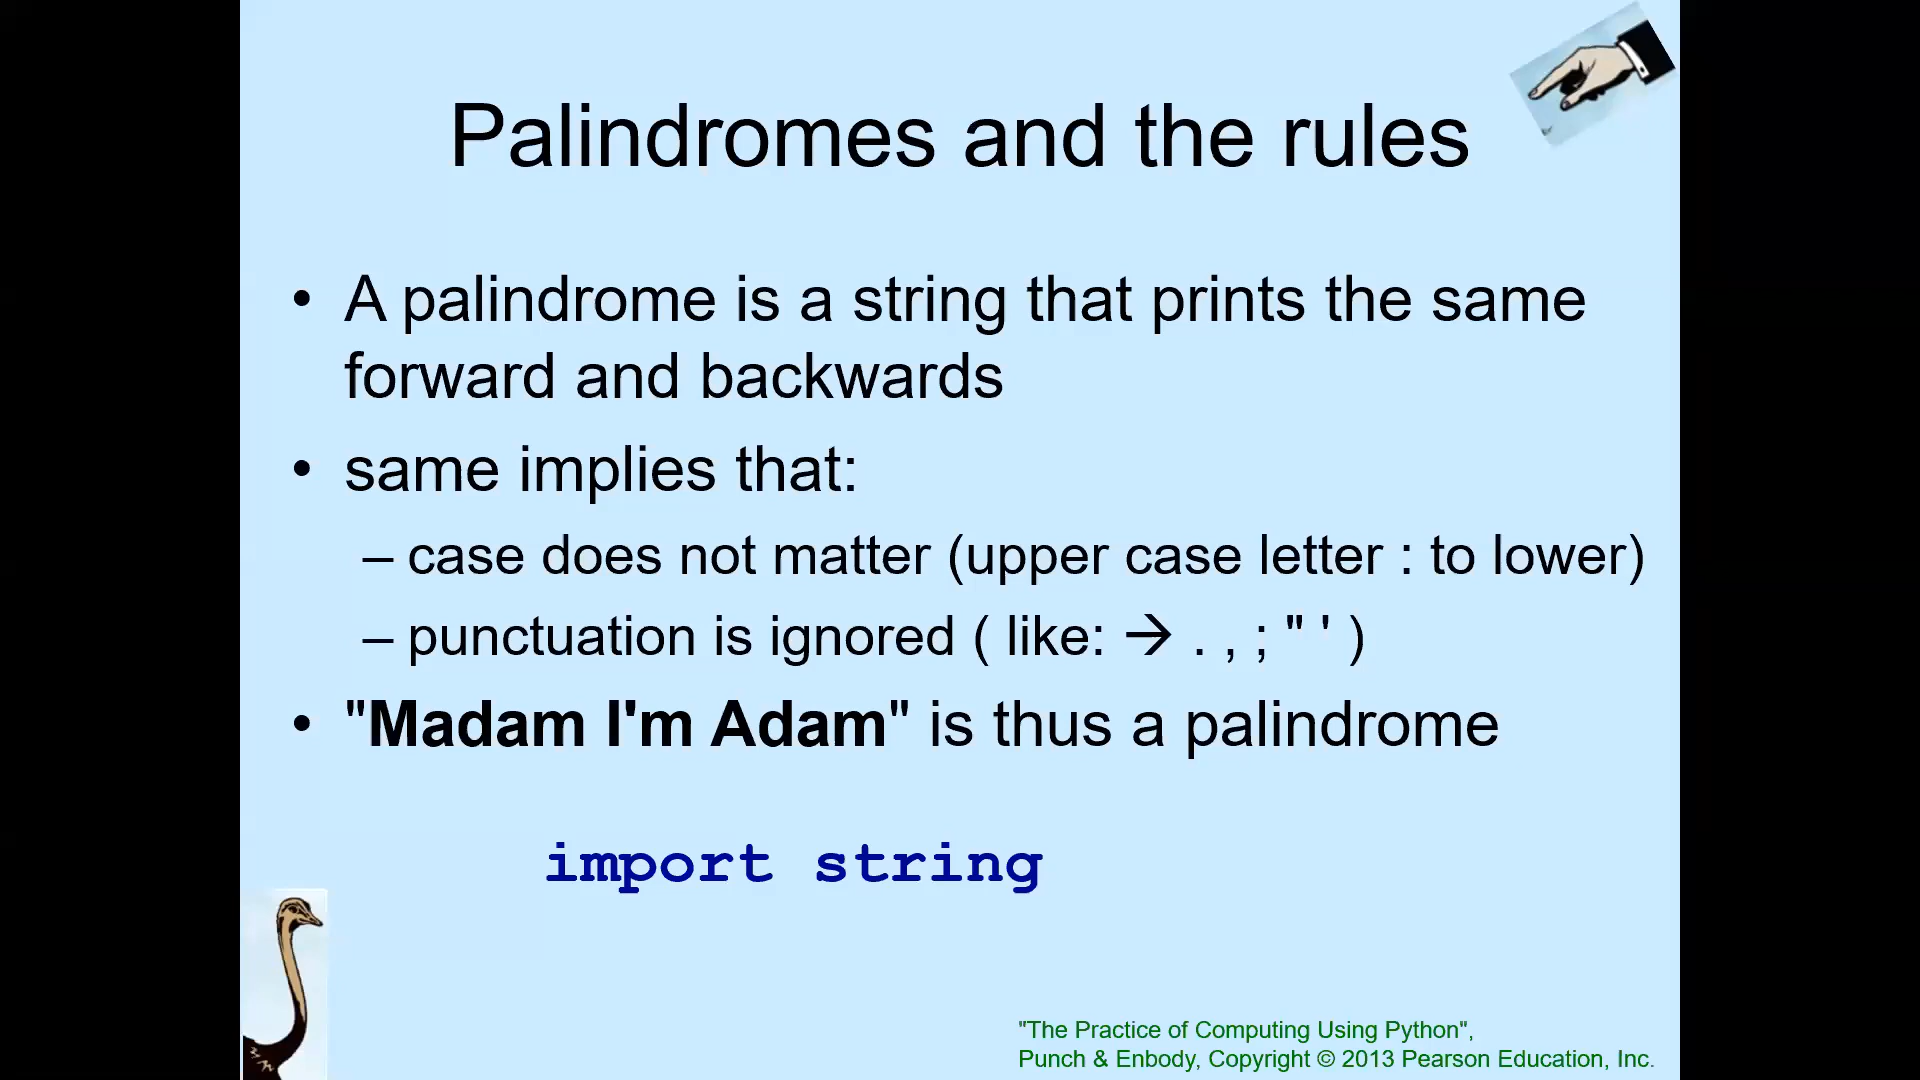 Palindromes and the rules
• A palindrome is a string that prints the same
forward and backwards
• same implies that:
– case does not matter (upper case letter : to lower)
– punctuation is ignored ( like: → . , ; " ' )
• "Madam I'm Adam" is thus a palindrome
import string
"The Practice of Computing Using Python",
Punch & Enbody, Copyright © 2013 Pearson Education, Inc.